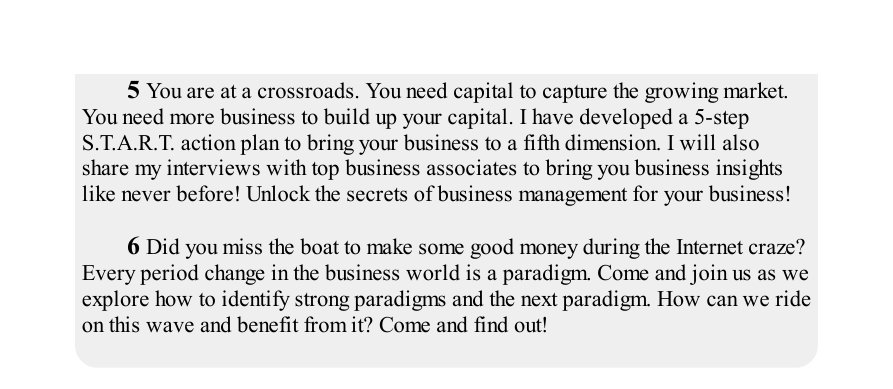 5 You are at a crossroads. You need capital to capture the growing market.
You need more business to build up your capital. I have developed a 5-step
S.T.A.R.T. action plan to bring your business to a fifth dimension. I will also
share my interviews with top business associates to bring you business insights
like never before! Unlock the secrets of business management for your business!
6 Did you miss the boat to make some good money during the Internet craze?
Every period change in the business world is a paradigm. Come and join us as we
explore how to identify strong paradigms and the next paradigm. How can we ride
on this wave and benefit from it? Come and find out!